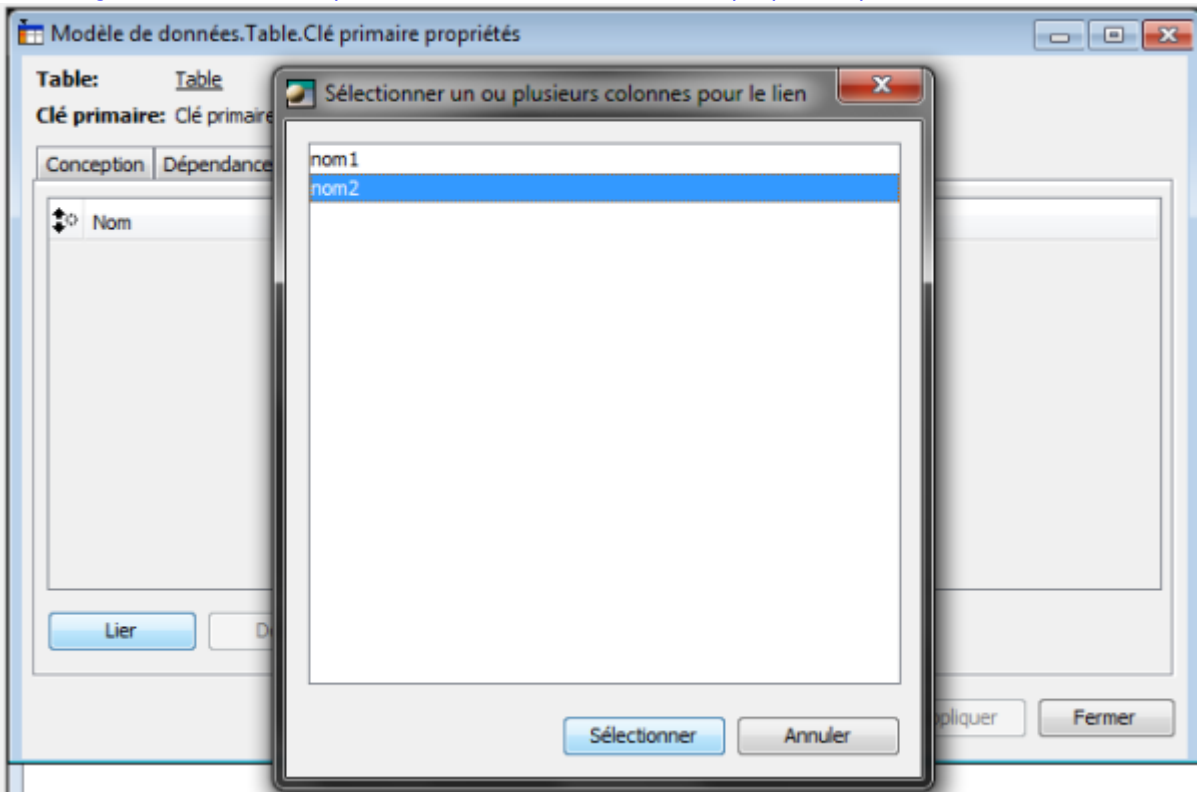 Modèle de données.Table.Clé primaire propriétés
Table: Table
Clé primaire: Clé primaire
Conception Dépendance
Nom
Lier
Sélectionner un ou plusieurs colonnes pour le lien
nom1
nom2
Sélectionner Annuler
Fermer